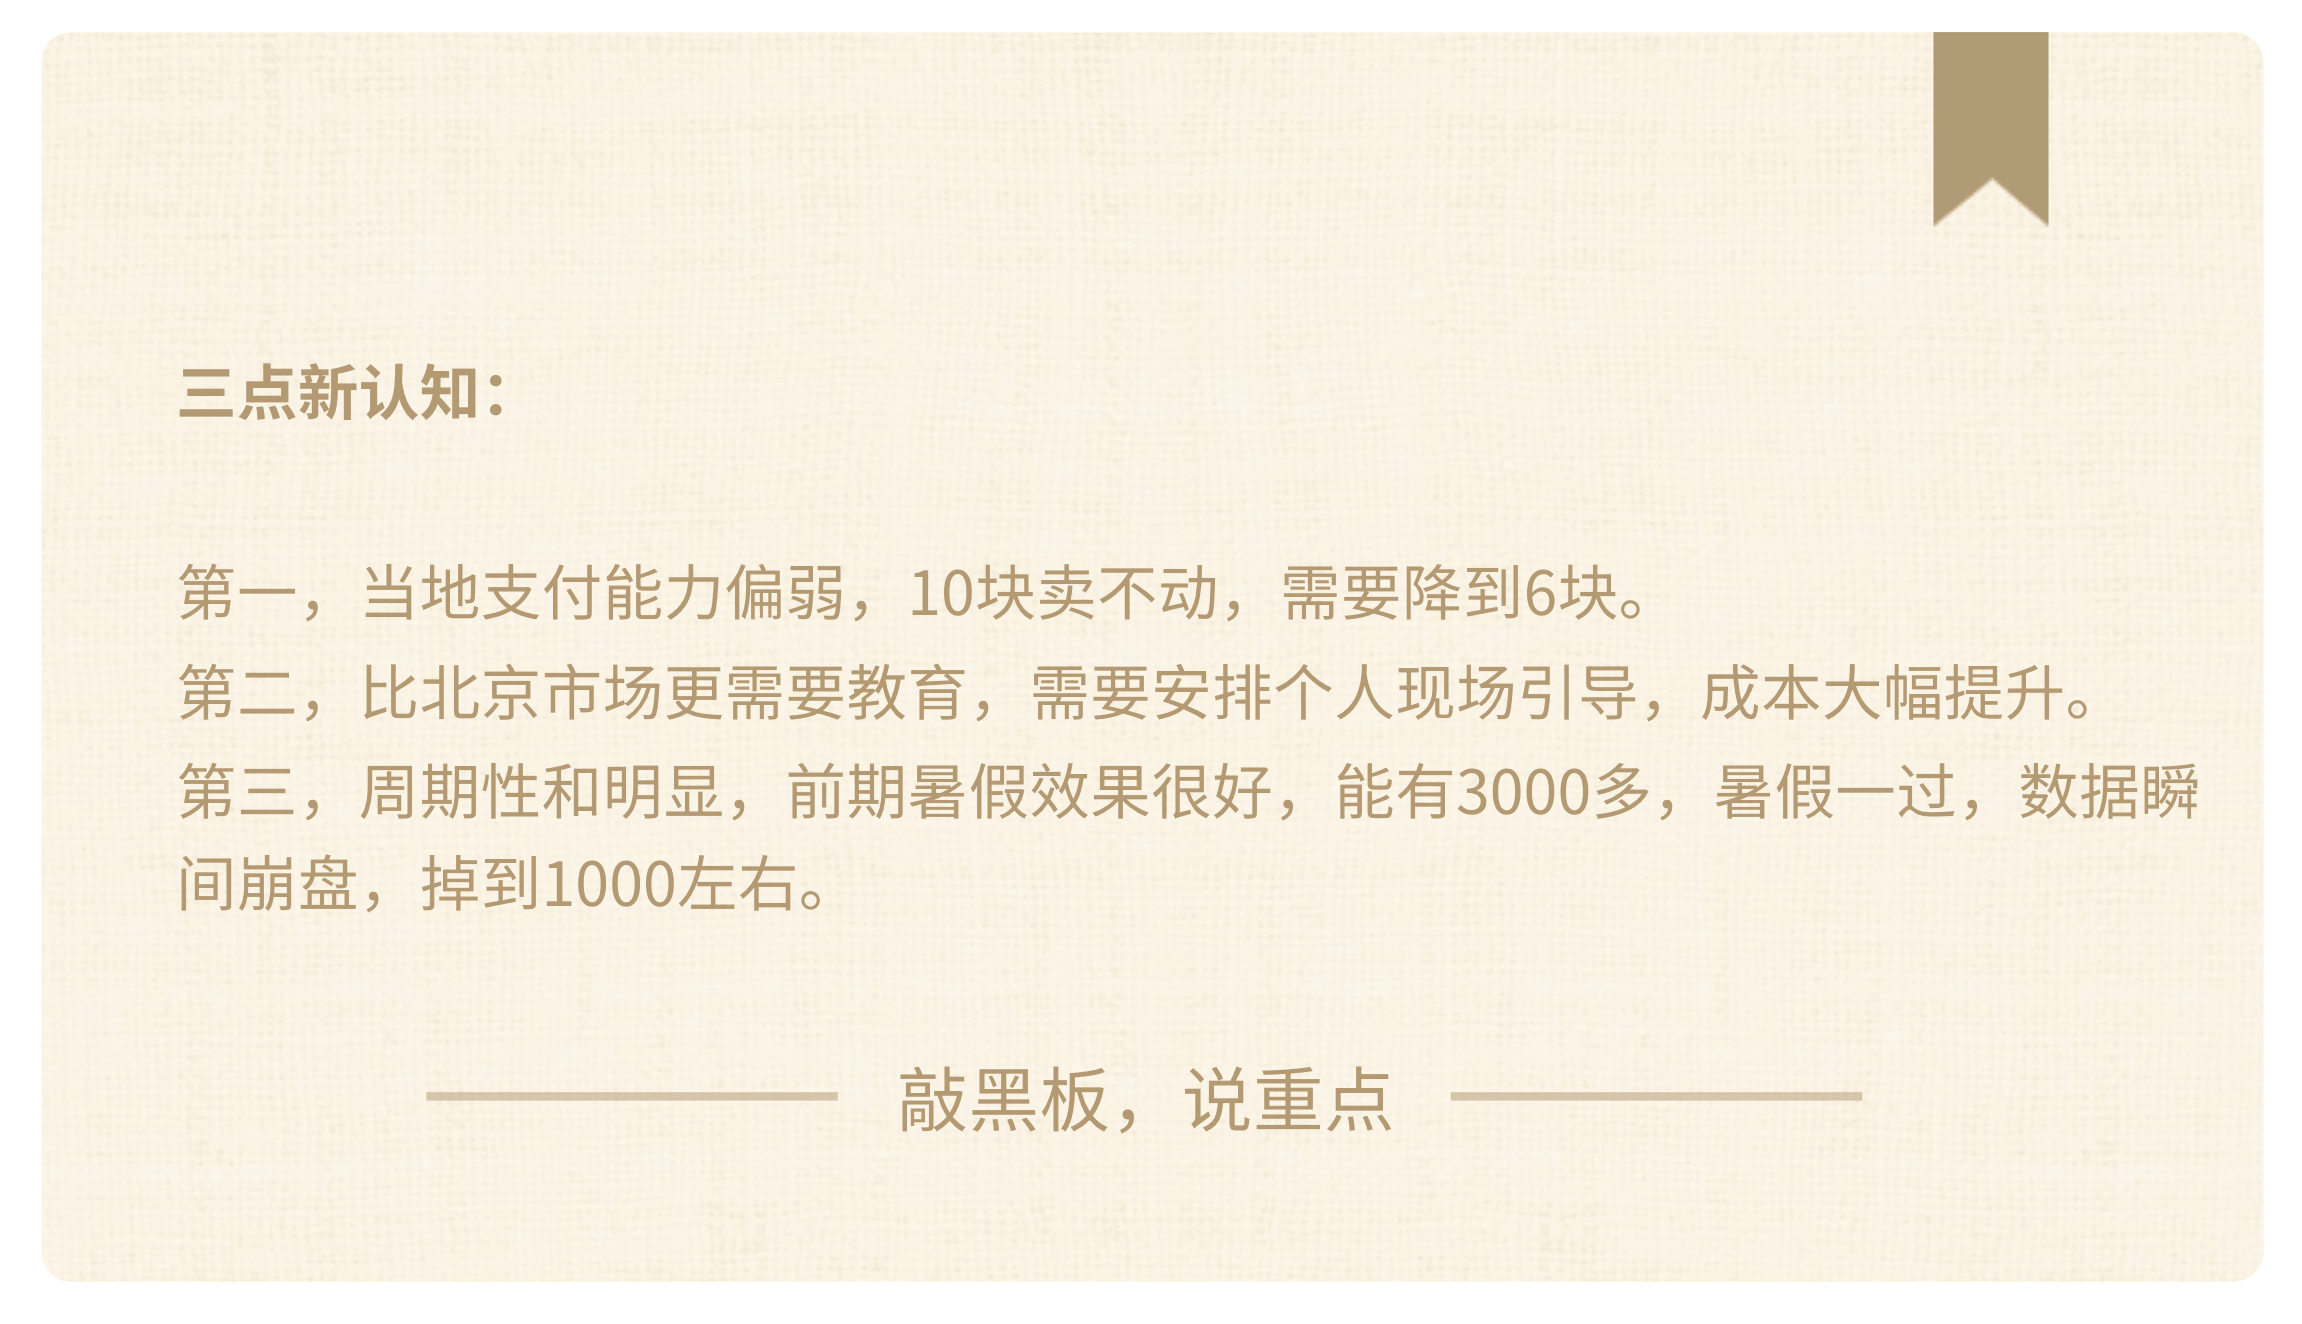 三点新认知：
第一，当地支付能力偏弱，10块卖不动，需要降到6块。
第二，比北京市场更需要教育，需要安排个人现场引导，成本大幅提升。
第三，周期性和明显，前期暑假效果很好，能有3000多，暑假一过，数据瞬
间崩盘，掉到1000左右。
敲黑板，说重点